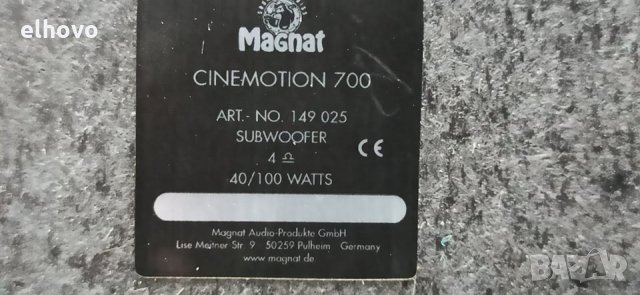 elhovo
Magnat
CINEMOTION 700
ART.- NO. 149 025
SUBWOOFER
4 Ω
CE
40/100 WATTS
Magnat Audio-Produkte GmbH
Lise Meitner Str. 9 50259 Pulheim Germany
www.magnat.de
BAZAR